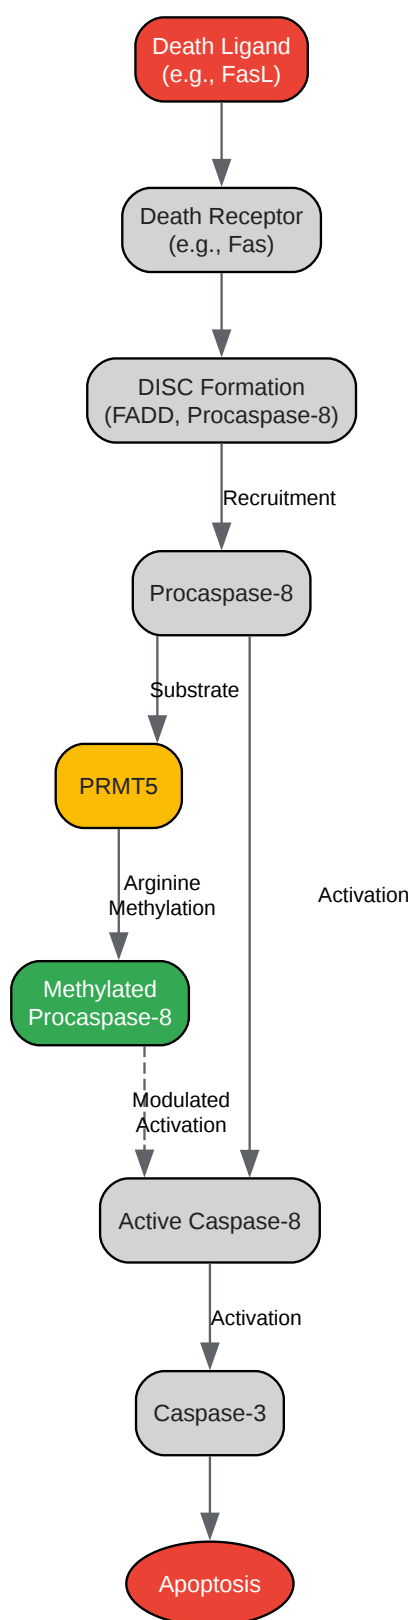 Death Ligand
(e.g., FasL)
Death Receptor
(e.g., Fas)
DISC Formation
(FADD, Procaspase-8)
Recruitment
Procaspase-8
Substrate
PRMT5
Arginine
Methylation
Activation
Methylated
Procaspase-8
Modulated
Activation
Active Caspase-8
Activation
Caspase-3
Apoptosis